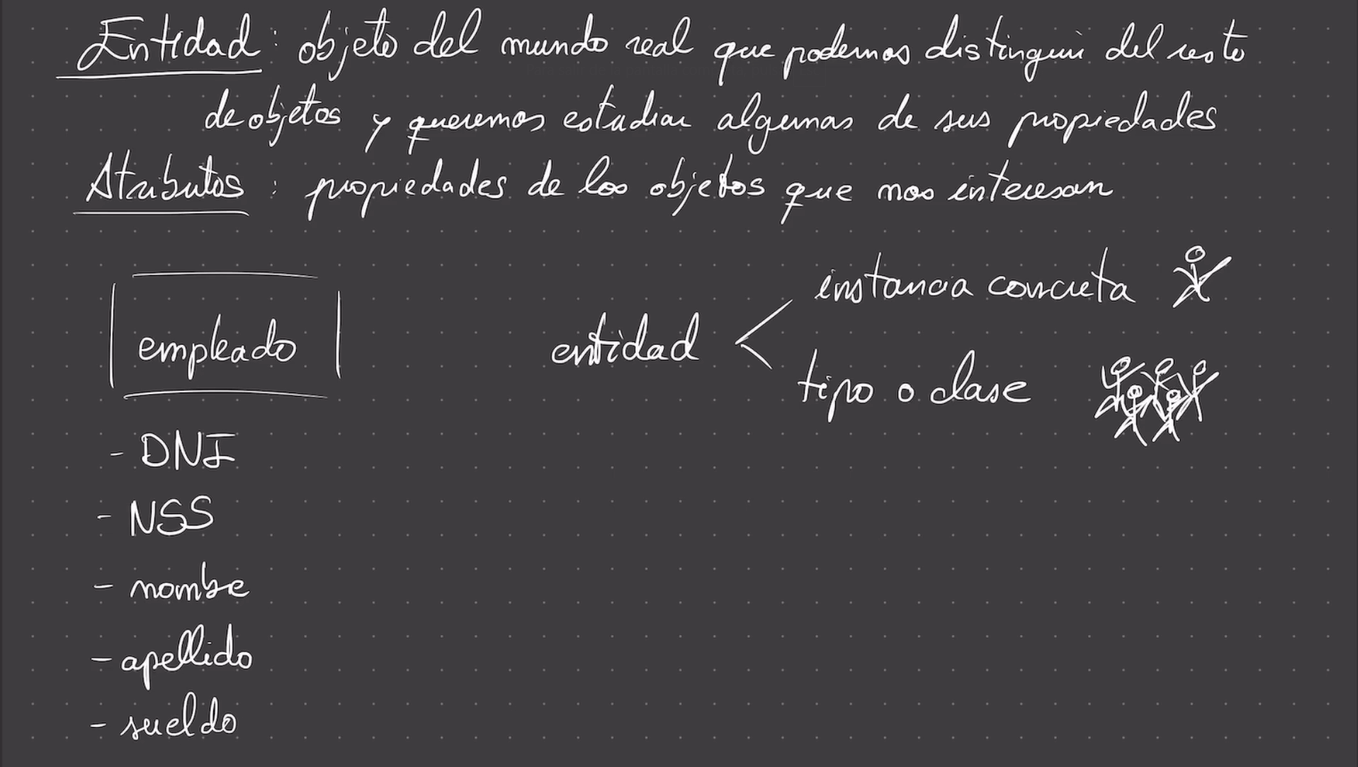 Entidad: objeto del mundo real que podemos distinguir del resto
de objetos y queremos estudiar algunas de sus propiedades
Atributos: propiedades de los objetos que nos interesan
empleado
- DNI
- NSS
- nombre
- apellido
- sueldo
entidad <
instancia concreta
tipo o clase